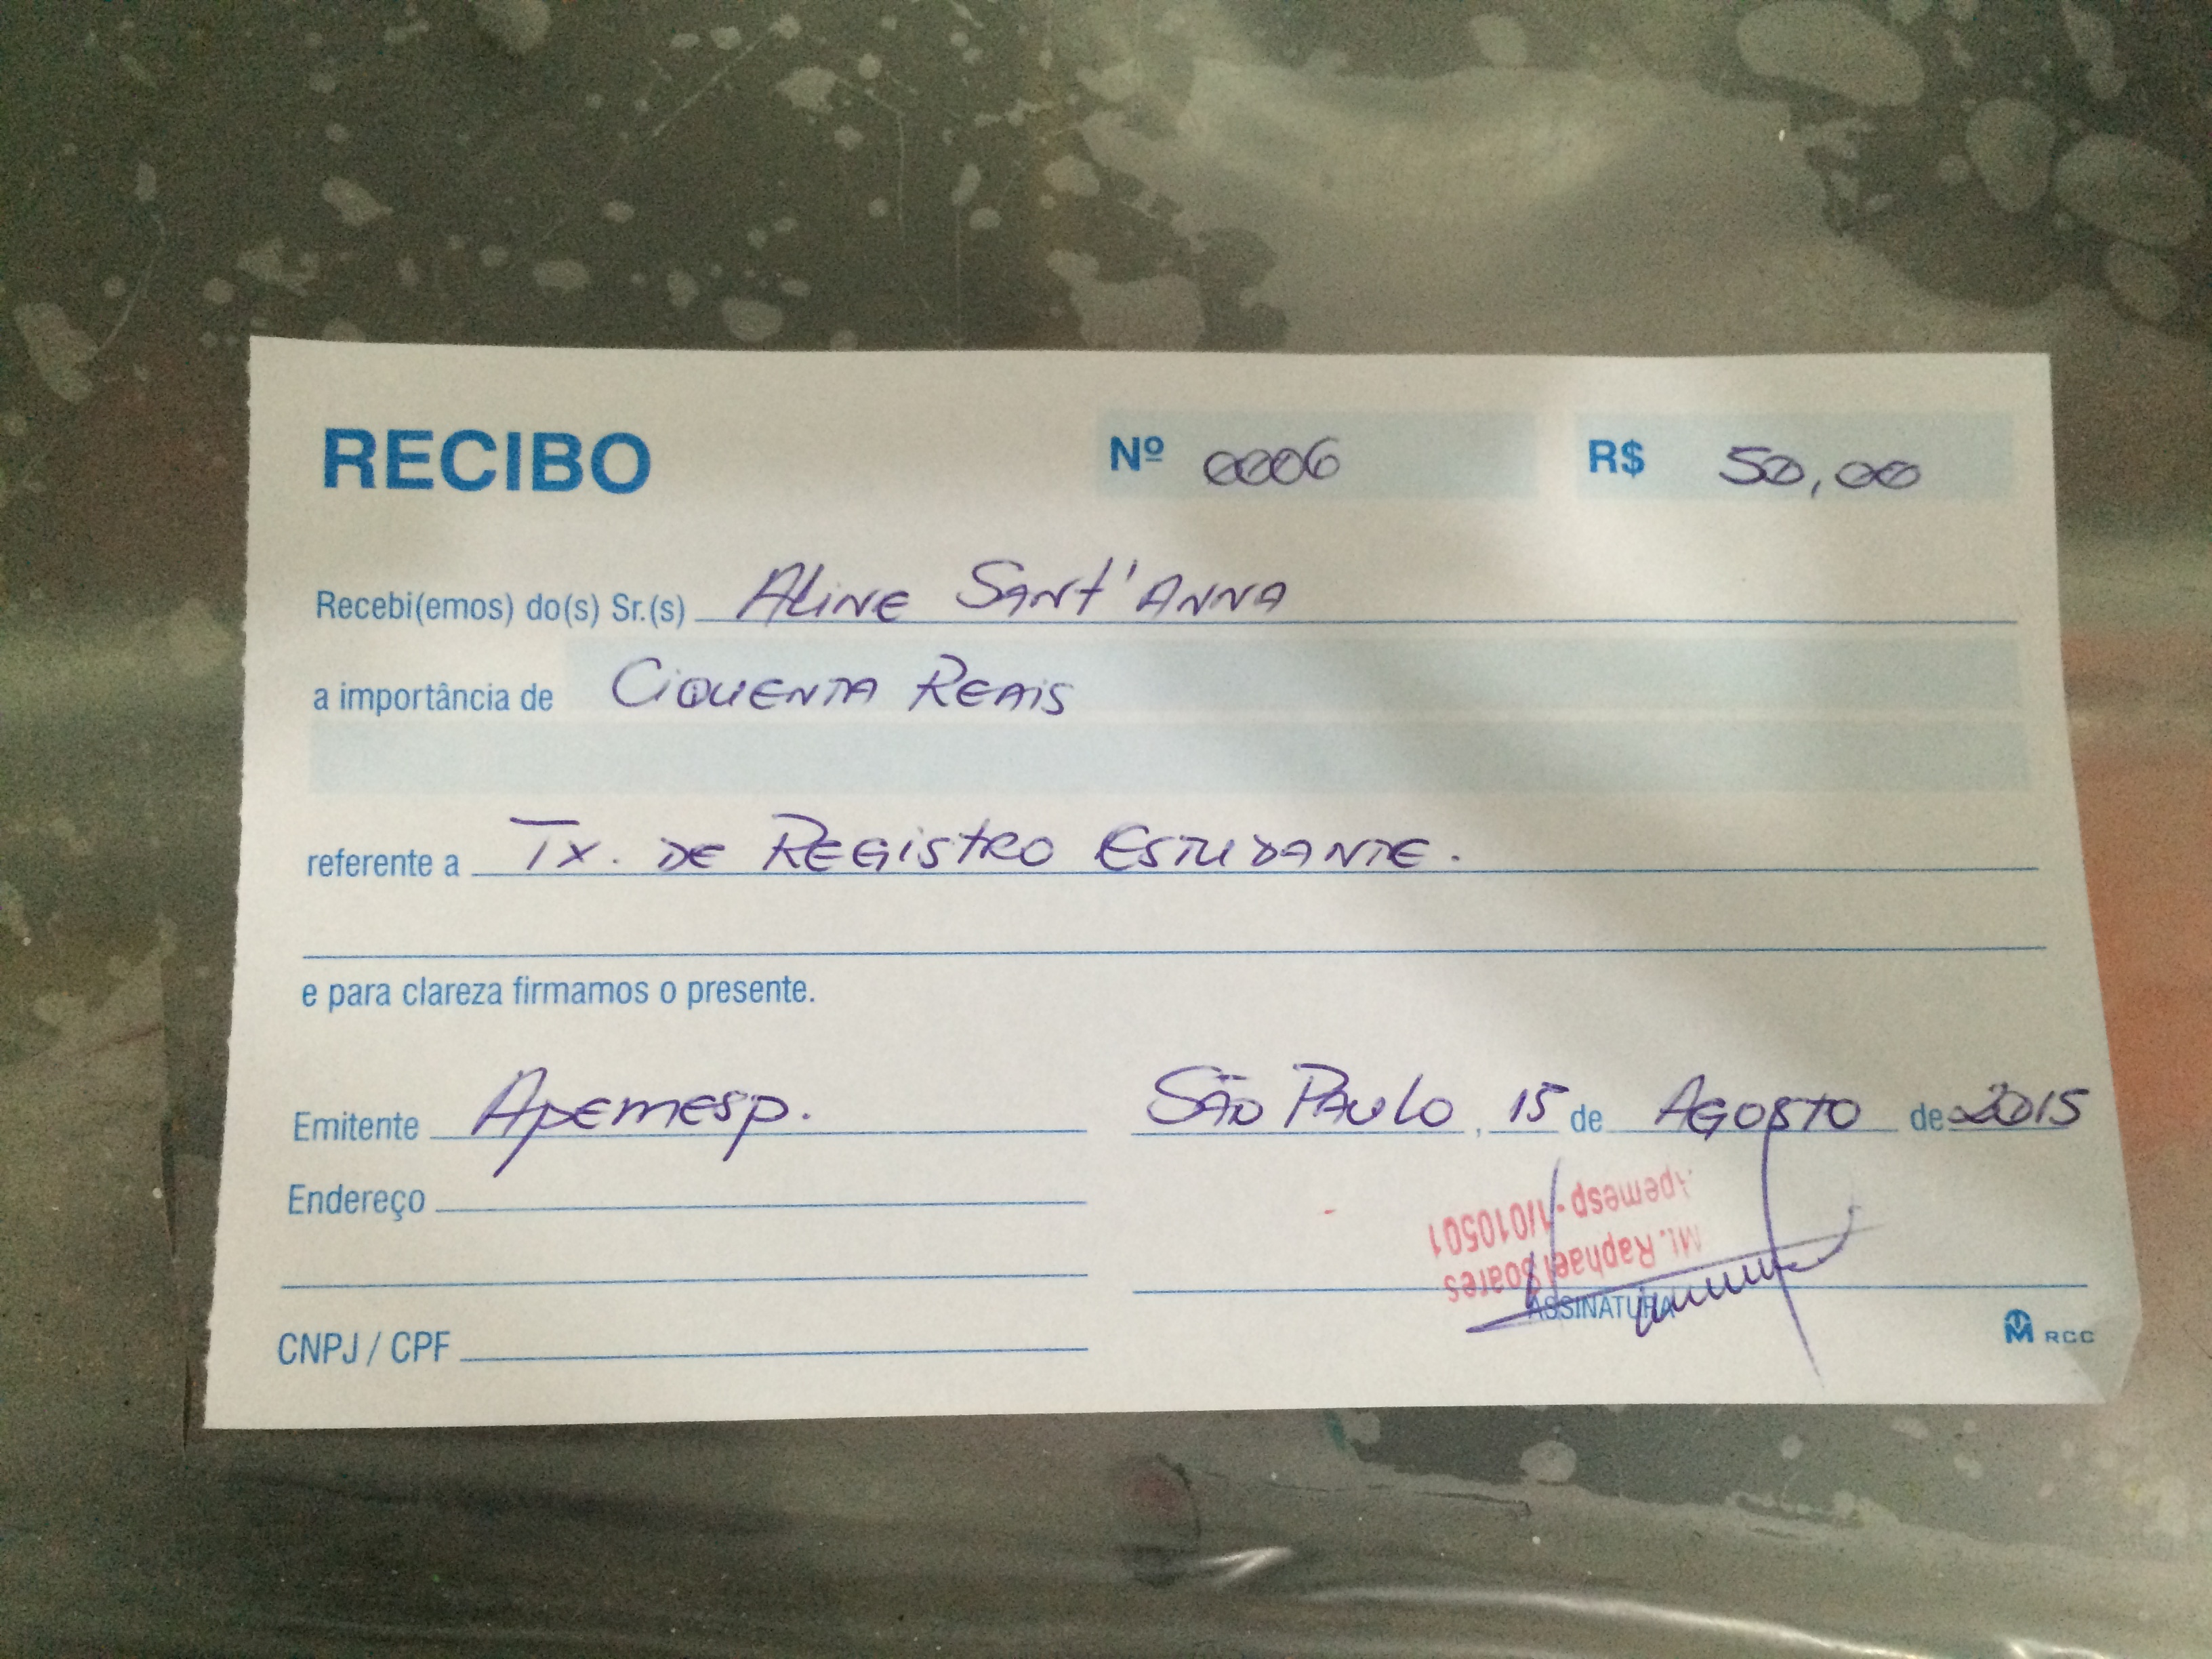 RECIBO Nº 0006 R$ 50,00
Recebi(emos) do(s) Sr.(s) Aline Sant'Anna
a importância de Ciquenta Reais
referente a Tx. de Registro Estudante.
e para clareza firmamos o presente.
Emitente Apemesp. São Paulo, 15 de Agosto de 2015
Endereço
Mt. Raphael Soares
Apemesp - 1/010501
ASSINATURA
CNPJ / CPF
RCC